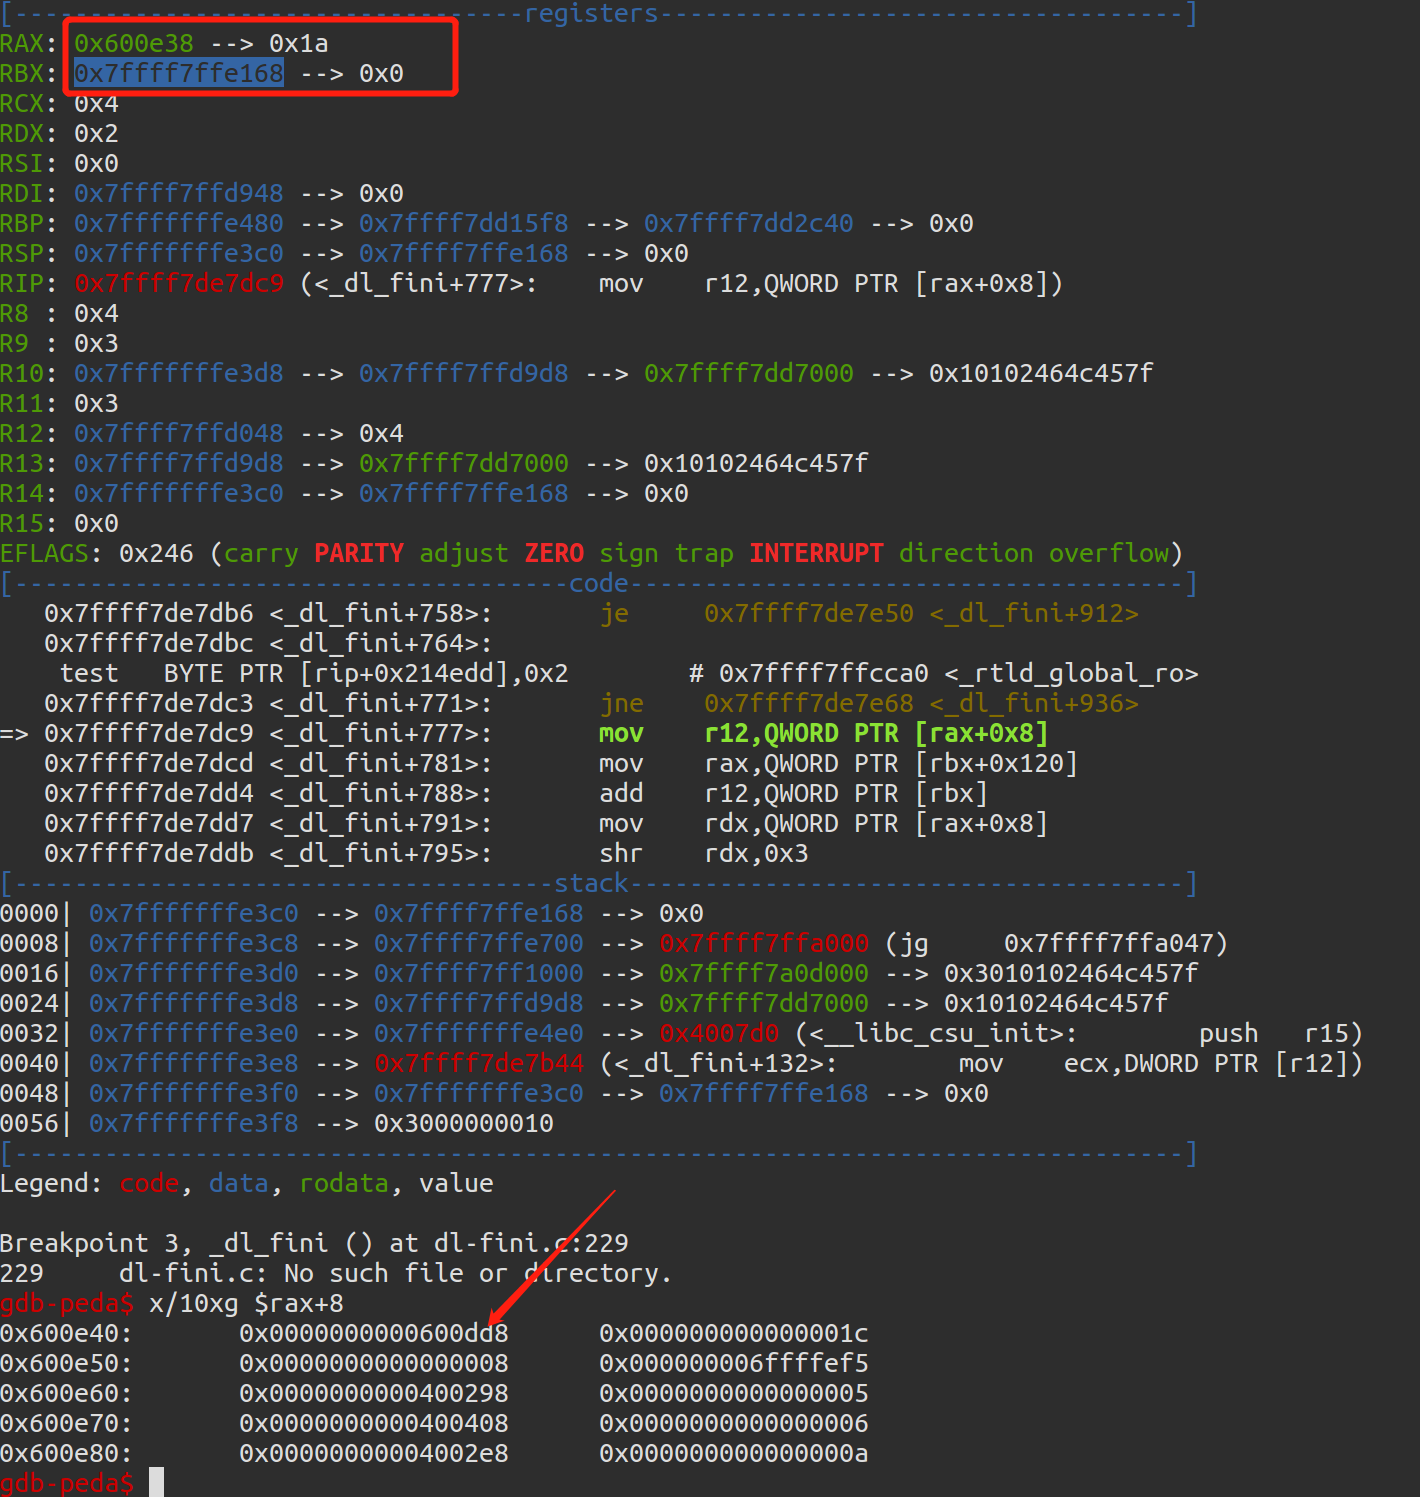 [----------------------------------registers-----------------------------------]
RAX: 0x600e38 --> 0x1a
RBX: 0x7ffff7ffe168 --> 0x0
RCX: 0x4
RDX: 0x2
RSI: 0x0
RDI: 0x7ffff7ffd948 --> 0x0
RBP: 0x7fffffffe480 --> 0x7ffff7dd15f8 --> 0x7ffff7dd2c40 --> 0x0
RSP: 0x7fffffffe3c0 --> 0x7ffff7ffe168 --> 0x0
RIP: 0x7ffff7de7dc9 (<_dl_fini+777>:    mov    r12,QWORD PTR [rax+0x8])
R8 : 0x4
R9 : 0x3
R10: 0x7fffffffe3d8 --> 0x7ffff7ffd9d8 --> 0x7ffff7dd7000 --> 0x10102464c457f
R11: 0x3
R12: 0x7ffff7ffd048 --> 0x4
R13: 0x7ffff7ffd9d8 --> 0x7ffff7dd7000 --> 0x10102464c457f
R14: 0x7fffffffe3c0 --> 0x7ffff7ffe168 --> 0x0
R15: 0x0
EFLAGS: 0x246 (carry PARITY adjust ZERO sign trap INTERRUPT direction overflow)
[-------------------------------------code-------------------------------------]
   0x7ffff7de7db6 <_dl_fini+758>:       je     0x7ffff7de7e50 <_dl_fini+912>
   0x7ffff7de7dbc <_dl_fini+764>:
    test   BYTE PTR [rip+0x214edd],0x2        # 0x7ffff7ffcca0 <_rtld_global_ro>
   0x7ffff7de7dc3 <_dl_fini+771>:       jne    0x7ffff7de7e68 <_dl_fini+936>
=> 0x7ffff7de7dc9 <_dl_fini+777>:       mov    r12,QWORD PTR [rax+0x8]
   0x7ffff7de7dcd <_dl_fini+781>:       mov    rax,QWORD PTR [rbx+0x120]
   0x7ffff7de7dd4 <_dl_fini+788>:       add    r12,QWORD PTR [rbx]
   0x7ffff7de7dd7 <_dl_fini+791>:       mov    rdx,QWORD PTR [rax+0x8]
   0x7ffff7de7ddb <_dl_fini+795>:       shr    rdx,0x3
[------------------------------------stack-------------------------------------]
0000| 0x7fffffffe3c0 --> 0x7ffff7ffe168 --> 0x0
0008| 0x7fffffffe3c8 --> 0x7ffff7ffe700 --> 0x7ffff7ffa000 (jg     0x7ffff7ffa047)
0016| 0x7fffffffe3d0 --> 0x7ffff7ff1000 --> 0x7ffff7a0d000 --> 0x3010102464c457f
0024| 0x7fffffffe3d8 --> 0x7ffff7ffd9d8 --> 0x7ffff7dd7000 --> 0x10102464c457f
0032| 0x7fffffffe3e0 --> 0x7fffffffe4e0 --> 0x4007d0 (<__libc_csu_init>:        push   r15)
0040| 0x7fffffffe3e8 --> 0x7ffff7de7b44 (<_dl_fini+132>:        mov    ecx,DWORD PTR [r12])
0048| 0x7fffffffe3f0 --> 0x7fffffffe3c0 --> 0x7ffff7ffe168 --> 0x0
0056| 0x7fffffffe3f8 --> 0x3000000010
[------------------------------------------------------------------------------]
Legend: code, data, rodata, value

Breakpoint 3, _dl_fini () at dl-fini.c:229
229     dl-fini.c: No such file or directory.
gdb-peda$ x/10xg $rax+8
0x600e40:       0x0000000000600dd8      0x000000000000001c
0x600e50:       0x0000000000000008      0x000000006ffffef5
0x600e60:       0x0000000000400298      0x0000000000000005
0x600e70:       0x0000000000400408      0x0000000000000006
0x600e80:       0x00000000004002e8      0x000000000000000a
gdb-peda$